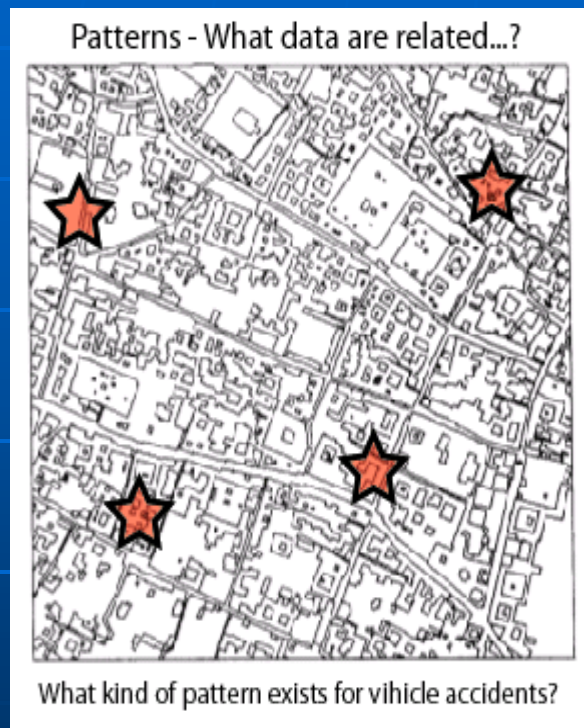 Patterns - What data are related...?
What kind of pattern exists for vihicle accidents?